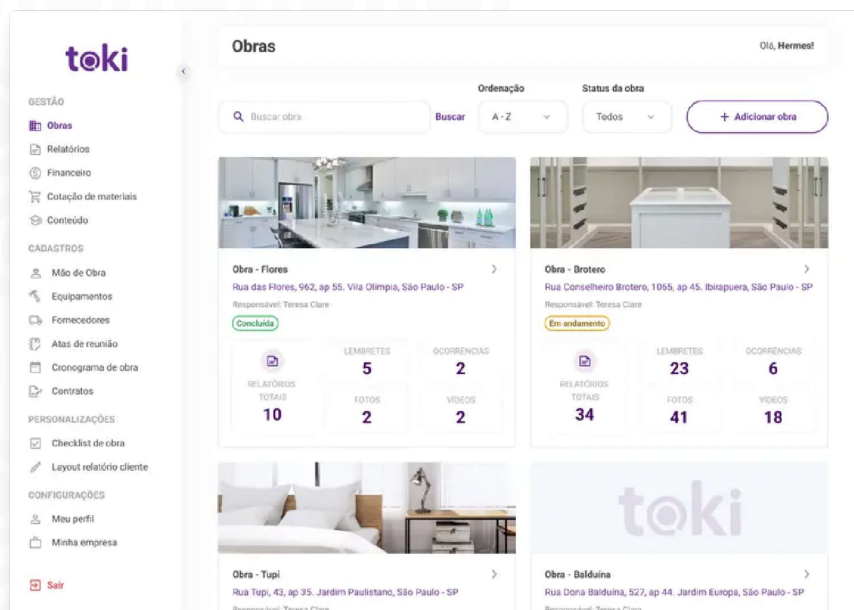 toki
GESTÃO
Obras
Relatórios
Financeiro
Cotação de materiais
Conteúdo
CADASTROS
Mão de Obra
Equipamentos
Fornecedores
Atas de reunião
Cronograma de obra
Contratos
PERSONALIZAÇÕES
Checklist de obra
Layout relatório cliente
CONFIGURAÇÕES
Meu perfil
Minha empresa
Sair
Obras
Olá, Hermes!
Ordenação
Status da obra
Buscar obra
Buscar
A - Z
Todos
+ Adicionar obra
Obra - Flores
Rua das Flores, 962, ap 55. Vila Olímpia, São Paulo - SP
Responsável: Teresa Clare
Concluída
RELATÓRIOS
TOTAIS
10
LEMBRETES
5
OCORRÊNCIAS
2
FOTOS
2
VÍDEOS
2
Obra - Brotero
Rua Conselheiro Brotero, 1065, ap 45. Ibirapuera, São Paulo - SP
Responsável: Teresa Clare
Em andamento
RELATÓRIOS
TOTAIS
34
LEMBRETES
23
OCORRÊNCIAS
6
FOTOS
41
VÍDEOS
18
Obra - Tupi
Rua Tupi, 43, ap 35. Jardim Paulistano, São Paulo - SP
Responsável: Teresa Clare
toki
Obra - Balduína
Rua Dona Balduína, 527, ap 44. Jardim Europa, São Paulo - SP
Responsável: Teresa Clare